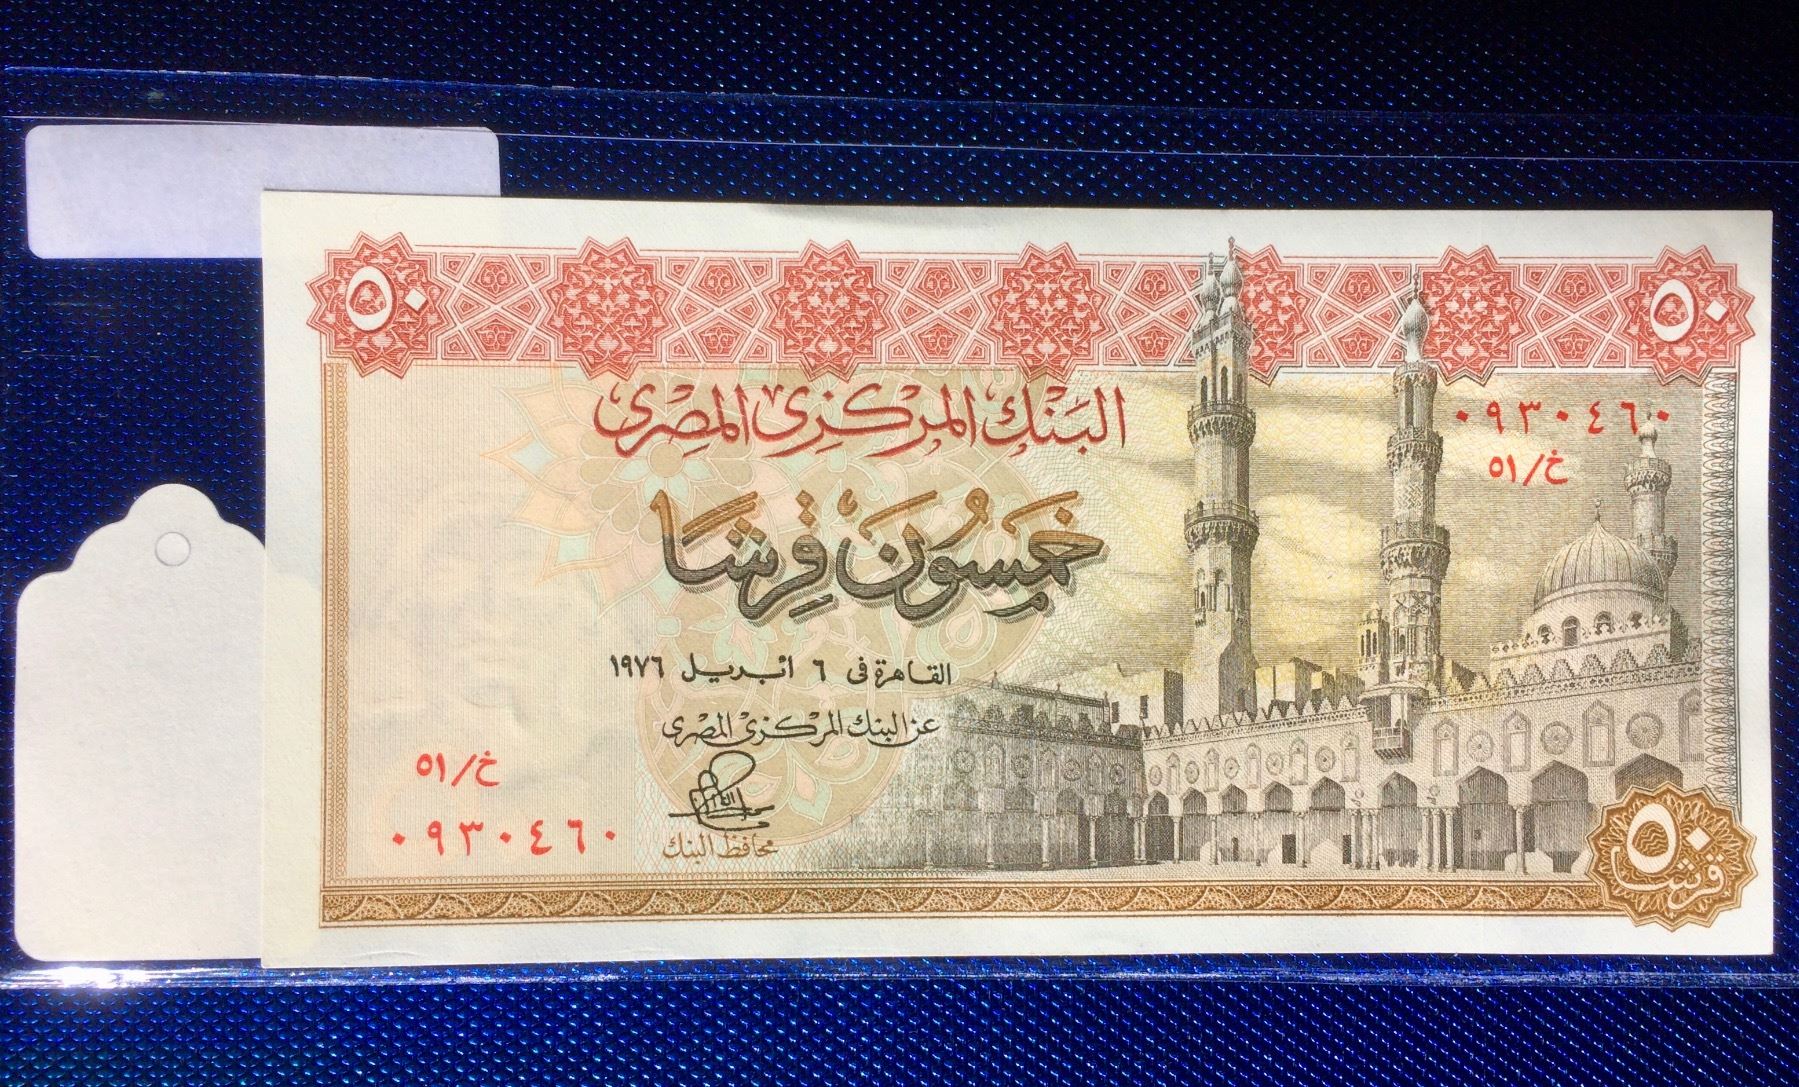 ٥٠
٥٠
البنك المركزى المصرى
٠٩٣٠٤٦٠
خ/٥١
خمسون قرشا
القاهرة فى ٦ ابريل ١٩٧٦
عن البنك المركزى المصرى
خ/٥١
٠٩٣٠٤٦٠
محافظ البنك
٥٠
قرشا